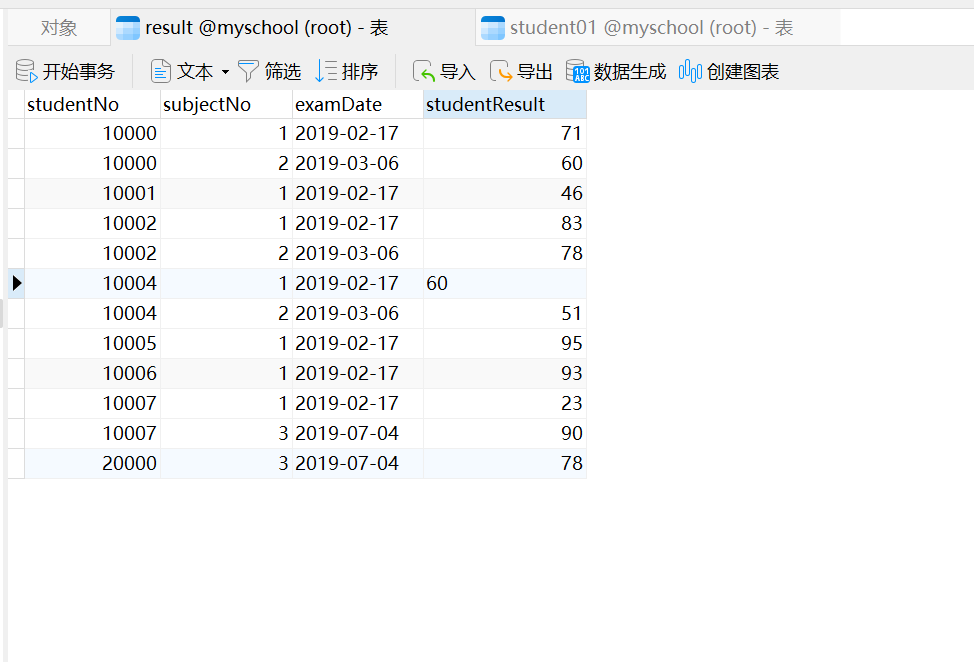 对象 result @myschool (root) - 表 student01 @myschool (root) - 表
开始事务 文本 筛选 排序 导入 导出 数据生成 创建图表
studentNo subjectNo examDate studentResult
10000 1 2019-02-17 71
10000 2 2019-03-06 60
10001 1 2019-02-17 46
10002 1 2019-02-17 83
10002 2 2019-03-06 78
10004 1 2019-02-17 60
10004 2 2019-03-06 51
10005 1 2019-02-17 95
10006 1 2019-02-17 93
10007 1 2019-02-17 23
10007 3 2019-07-04 90
20000 3 2019-07-04 78